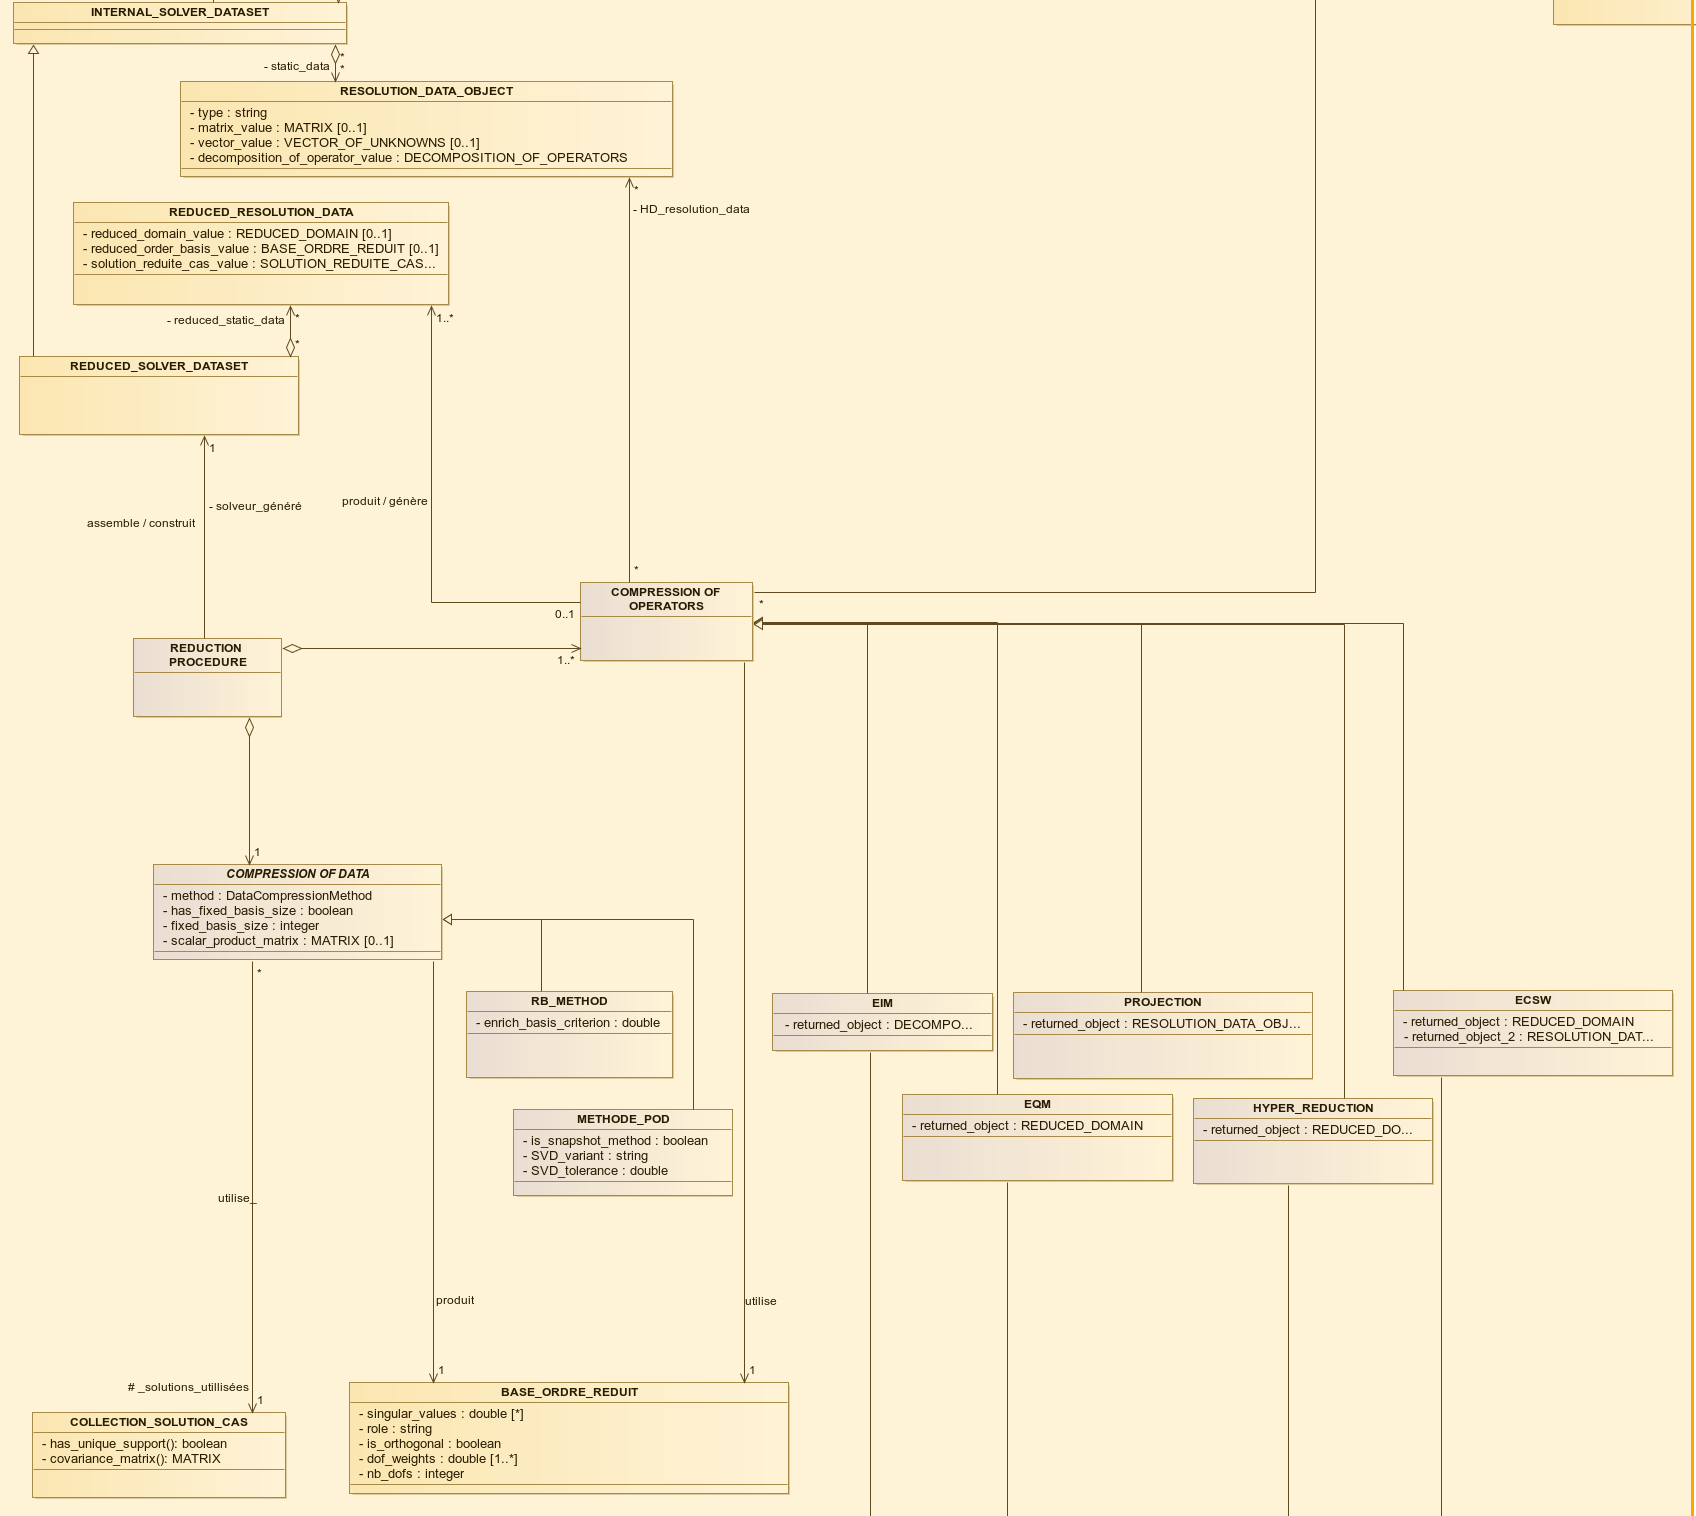 INTERNAL_SOLVER_DATASET
*
- static_data
*
RESOLUTION_DATA_OBJECT
- type : string
- matrix_value : MATRIX [0..1]
- vector_value : VECTOR_OF_UNKNOWNS [0..1]
- decomposition_of_operator_value : DECOMPOSITION_OF_OPERATORS
*
- HD_resolution_data
REDUCED_RESOLUTION_DATA
- reduced_domain_value : REDUCED_DOMAIN [0..1]
- reduced_order_basis_value : BASE_ORDRE_REDUIT [0..1]
- solution_reduite_cas_value : SOLUTION_REDUITE_CAS...
- reduced_static_data
*
1..*
*
REDUCED_SOLVER_DATASET
1
- solveur_généré
produit / génère
assemble / construit
*
COMPRESSION OF
OPERATORS
*
0..1
1..*
REDUCTION
PROCEDURE
1
COMPRESSION OF DATA
- method : DataCompressionMethod
- has_fixed_basis_size : boolean
- fixed_basis_size : integer
- scalar_product_matrix : MATRIX [0..1]
*
RB_METHOD
- enrich_basis_criterion : double
EIM
- returned_object : DECOMPO...
PROJECTION
- returned_object : RESOLUTION_DATA_OBJ...
ECSW
- returned_object : REDUCED_DOMAIN
- returned_object_2 : RESOLUTION_DAT...
METHODE_POD
- is_snapshot_method : boolean
- SVD_variant : string
- SVD_tolerance : double
EQM
- returned_object : REDUCED_DOMAIN
HYPER_REDUCTION
- returned_object : REDUCED_DO...
utilise_
produit
utilise
# _solutions_utillisées
1
1
1
COLLECTION_SOLUTION_CAS
- has_unique_support(): boolean
- covariance_matrix(): MATRIX
BASE_ORDRE_REDUIT
- singular_values : double [*]
- role : string
- is_orthogonal : boolean
- dof_weights : double [1..*]
- nb_dofs : integer